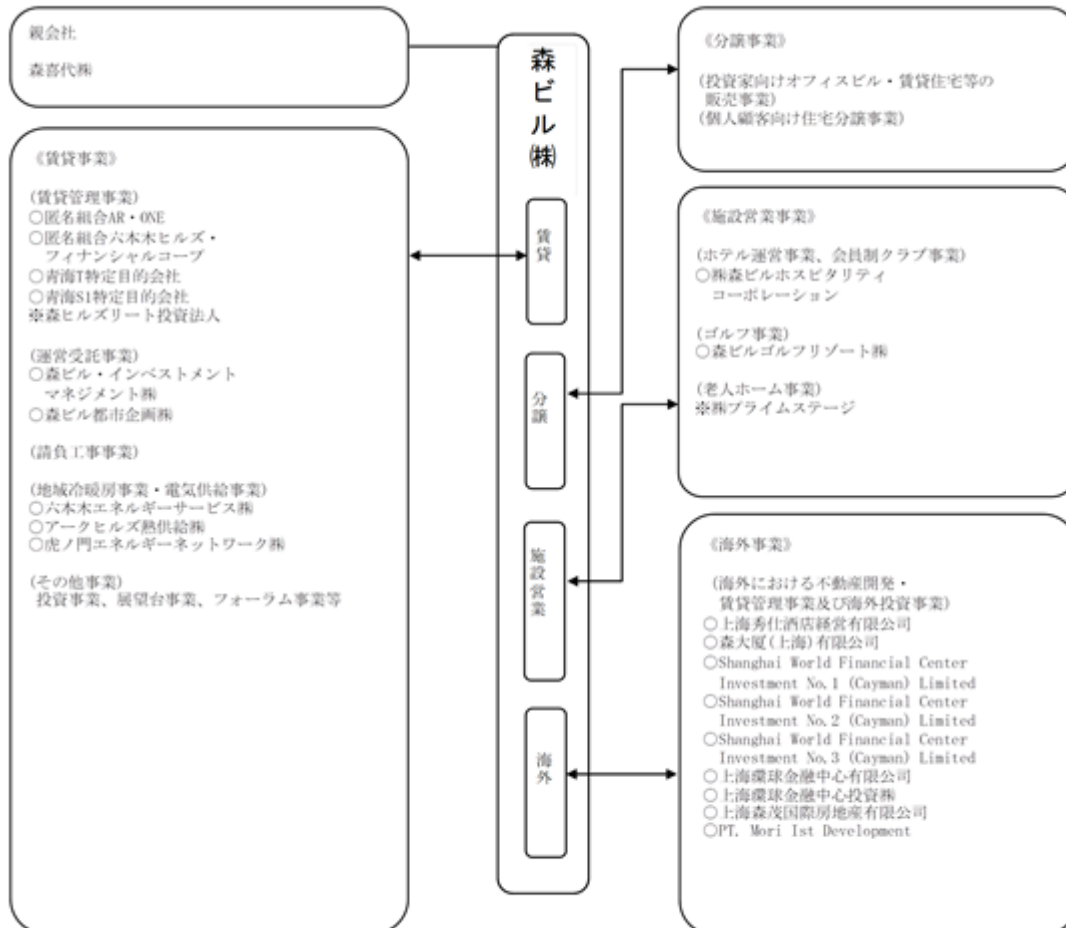 親会社
森喜代㈱
《賃貸事業》
(賃貸管理事業)
○匿名組合AR・ONE
○匿名組合六本木ヒルズ・
フィナンシャルコープ
○青海T特定目的会社
○青海S1特定目的会社
※森ヒルズリート投資法人
(運営受託事業)
○森ビル・インベストメント
マネジメント㈱
○森ビル都市企画㈱
(請負工事事業)
(地域冷暖房事業・電気供給事業)
○六本木エネルギーサービス㈱
○アークヒルズ熱供給㈱
○虎ノ門エネルギーネットワーク㈱
(その他事業)
投資事業、展望台事業、フォーラム事業等
森ビル㈱
賃貸
分譲
施設営業
海外
《分譲事業》
(投資家向けオフィスビル・賃貸住宅等の
販売事業)
(個人顧客向け住宅分譲事業)
《施設営業事業》
(ホテル運営事業、会員制クラブ事業)
○㈱森ビルホスピタリティ
コーポレーション
(ゴルフ事業)
○森ビルゴルフリゾート㈱
(老人ホーム事業)
※㈱プライムステージ
《海外事業》
(海外における不動産開発・
賃貸管理事業及び海外投資事業)
○上海秀仕酒店経営有限公司
○森大厦(上海)有限公司
○Shanghai World Financial Center
Investment No.1 (Cayman) Limited
○Shanghai World Financial Center
Investment No.2 (Cayman) Limited
○Shanghai World Financial Center
Investment No.3 (Cayman) Limited
○上海環球金融中心有限公司
○上海環球金融中心投資㈱
○上海森茂国際房地産有限公司
○PT. Mori Ist Development